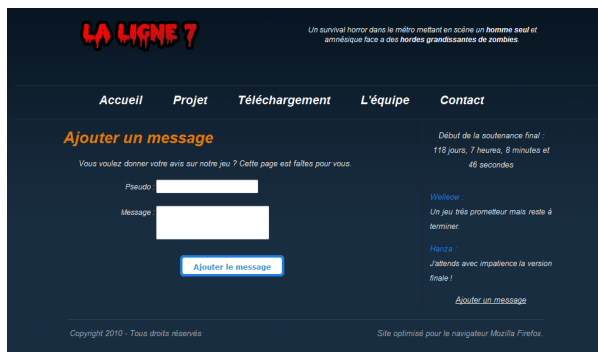 LA LIGNE 7
Un survival horror dans le métro mettant en scène un homme seul et
amnésique face a des hordes grandissantes de zombies.
Accueil Projet Téléchargement L'équipe Contact
Ajouter un message
Vous voulez donner votre avis sur notre jeu ? Cette page est faîtes pour vous.
Pseudo :
Message :
Ajouter le message
Début de la soutenance final :
118 jours, 7 heures, 8 minutes et
46 secondes
Welleow :
Un jeu très prometteur mais reste à
terminer.
Hanza :
J'attends avec impatience la version
finale !
Ajouter un message
Copyright 2010 - Tous droits réservés
Site optimisé pour le navigateur Mozilla Firefox.